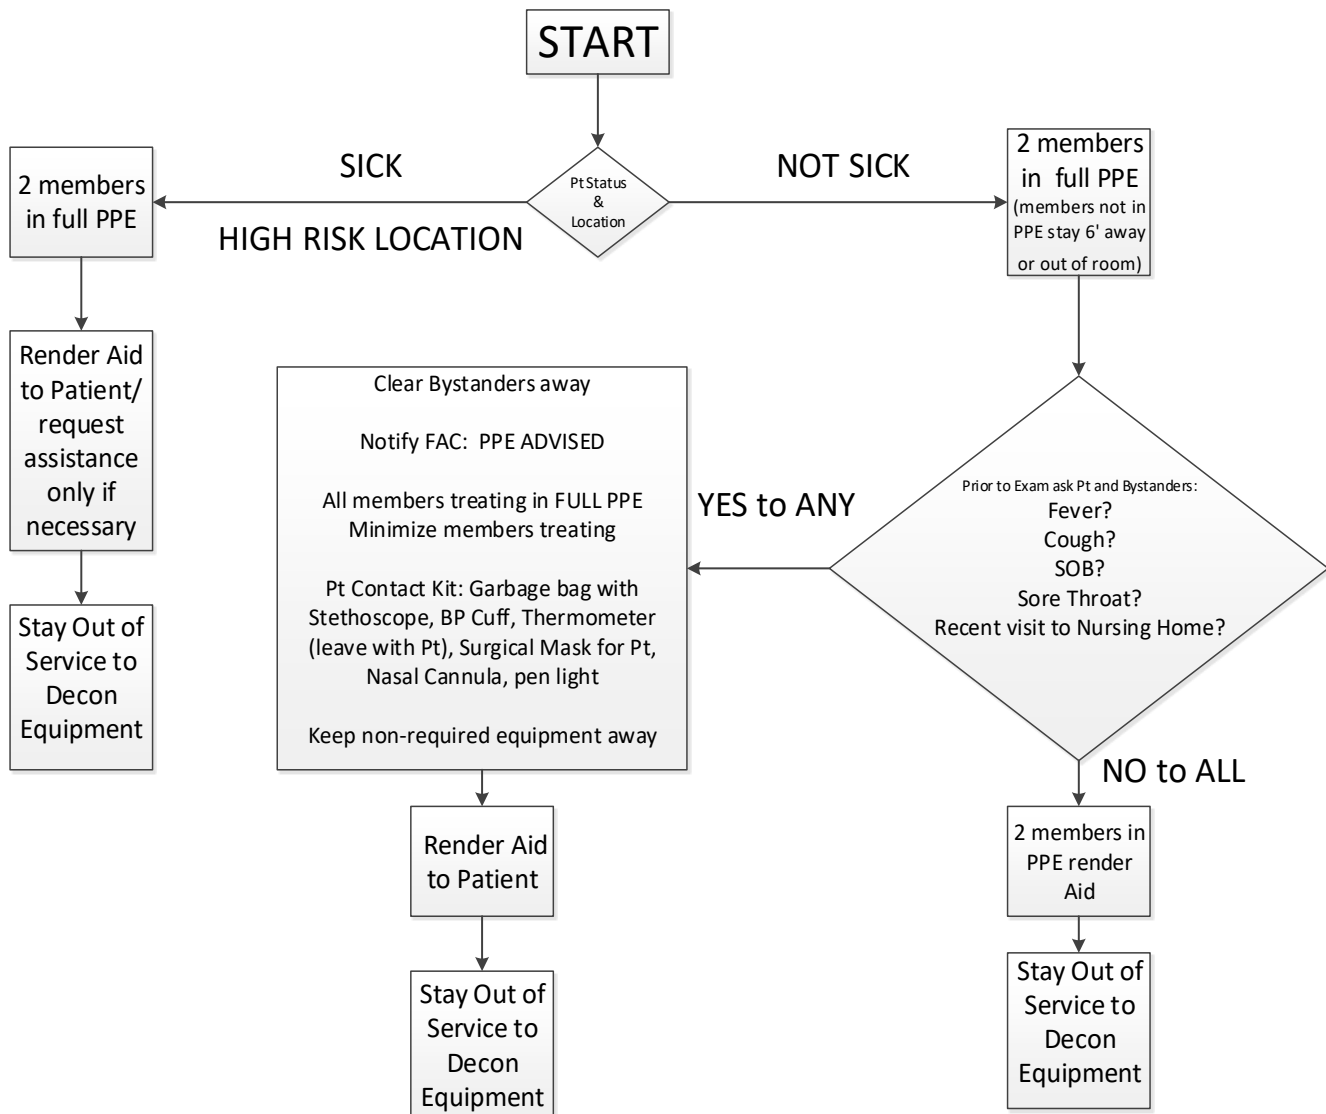 START
Pt Status
&
Location
SICK
HIGH RISK LOCATION
NOT SICK
2 members
in full PPE
Render Aid
to Patient/
request
assistance
only if
necessary
Stay Out of
Service to
Decon
Equipment
2 members
in  full PPE
(members not in
PPE stay 6' away
or out of room)
Prior to Exam ask Pt and Bystanders:
Fever?
Cough?
SOB?
Sore Throat?
Recent visit to Nursing Home?
YES to ANY
Clear Bystanders away
Notify FAC:  PPE ADVISED
All members treating in FULL PPE
Minimize members treating
Pt Contact Kit: Garbage bag with
Stethoscope, BP Cuff, Thermometer
(leave with Pt), Surgical Mask for Pt,
Nasal Cannula, pen light
Keep non-required equipment away
Render Aid
to Patient
Stay Out of
Service to
Decon
Equipment
NO to ALL
2 members in
PPE render
Aid
Stay Out of
Service to
Decon
Equipment